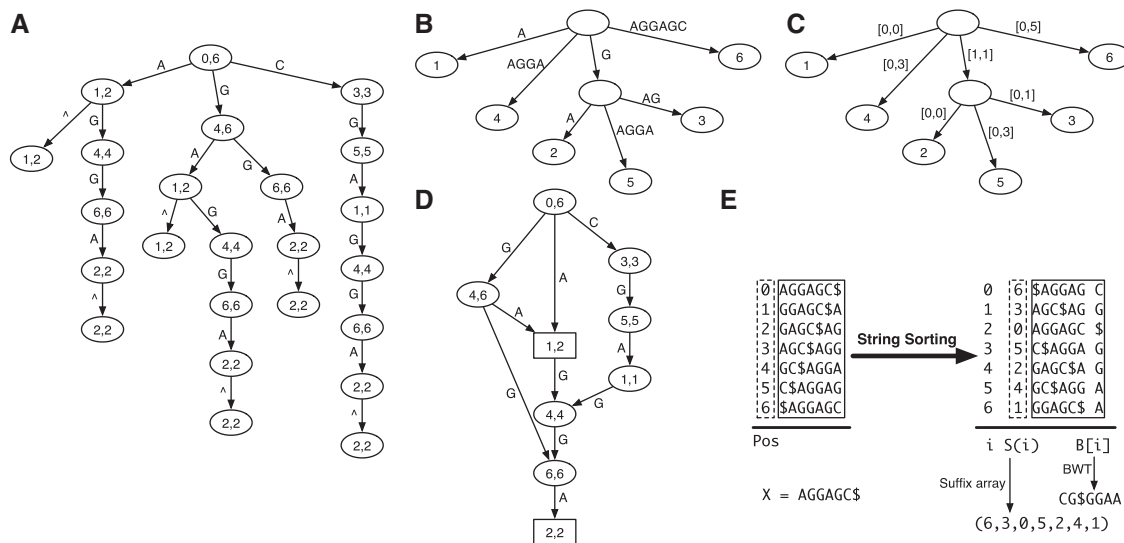 A
0,6
A
G
C
1,2
3,3
^
G
4,6
G
1,2
4,4
A
G
5,5
G
1,2
6,6
A
6,6
^
G
A
1,1
A
1,2
4,4
2,2
G
2,2
G
^
4,4
^
6,6
2,2
G
2,2
A
6,6
2,2
A
^
2,2
2,2
^
2,2
B
A
AGGAGC
1
AGGA
G
6
4
A
AG
3
AGGA
2
5
C
[0,0]
[0,5]
1
[0,3]
[1,1]
6
4
[0,0]
[0,1]
3
[0,3]
2
5
D
0,6
G
A
C
3,3
4,6
G
A
5,5
1,2
A
G
G
1,1
G
4,4
G
6,6
A
2,2
E
0 AGGAGC$
1 GGAGC$A
2 GAGC$AG
3 AGC$AGG
4 GC$AGGA
5 C$AGGAG
6 $AGGAGC
Pos
X = AGGAGC$
String Sorting
0 6 $AGGAG C
1 3 AGC$AG G
2 0 AGGAGC $
3 5 C$AGGA G
4 2 GAGC$A G
5 4 GC$AGG A
6 1 GGAGC$ A
i S(i) B[i]
Suffix array
BWT
CG$GGAA
(6,3,0,5,2,4,1)